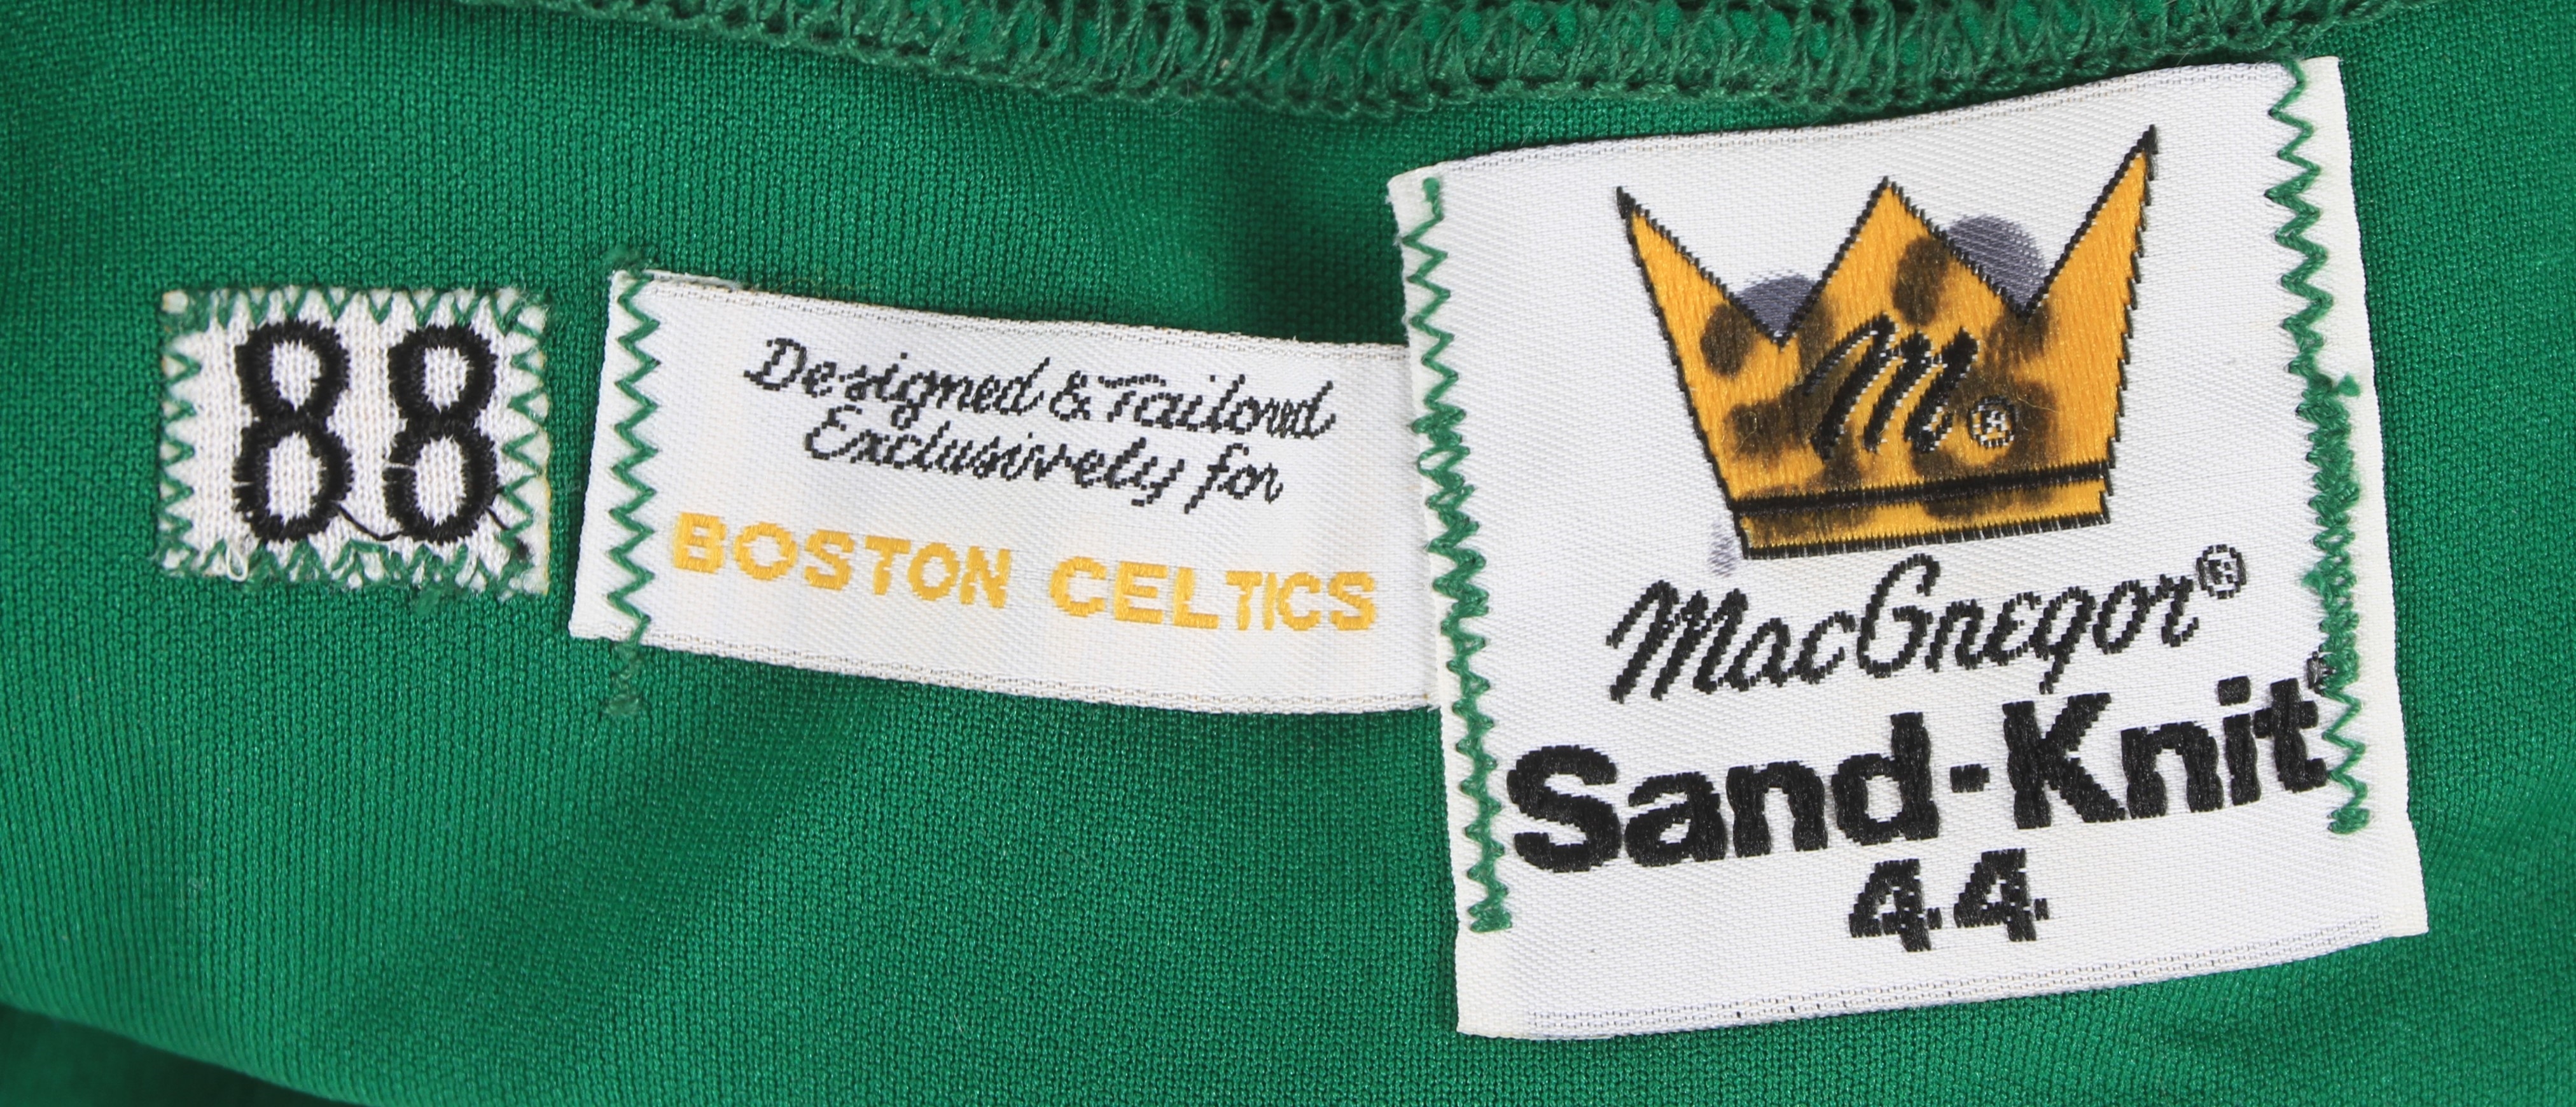 88
Designed & Tailored
Exclusively for
BOSTON CELTICS
M®
MacGregor®
Sand-Knit
44